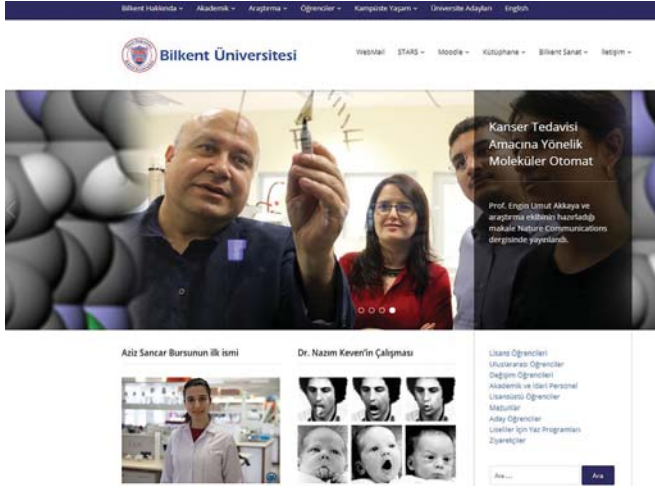 Bilkent Hakkında Akademik Araştırma Öğrenciler Kampüste Yaşam Üniversite Adayları English
Bilkent Üniversitesi
WebMail STARS Moodle Kütüphane Bilkent Sanat İletişim
Kanser Tedavisi
Amacına Yönelik
Moleküler Otomat
Prof. Engin Umut Akkaya ve
araştırma ekibinin hazırladığı
makale Nature Communications
dergisinde yayınlandı.
Aziz Sancar Bursunun ilk ismi
Dr. Nazım Keven'in Çalışması
Lisans Öğrencileri
Uluslararası Öğrenciler
Değişim Öğrencileri
Akademik ve İdari Personel
Lisansüstü Öğrenciler
Mezunlar
Aday Öğrenciler
Liseliler İçin Yaz Programları
Ziyaretçiler
Ara...
Ara